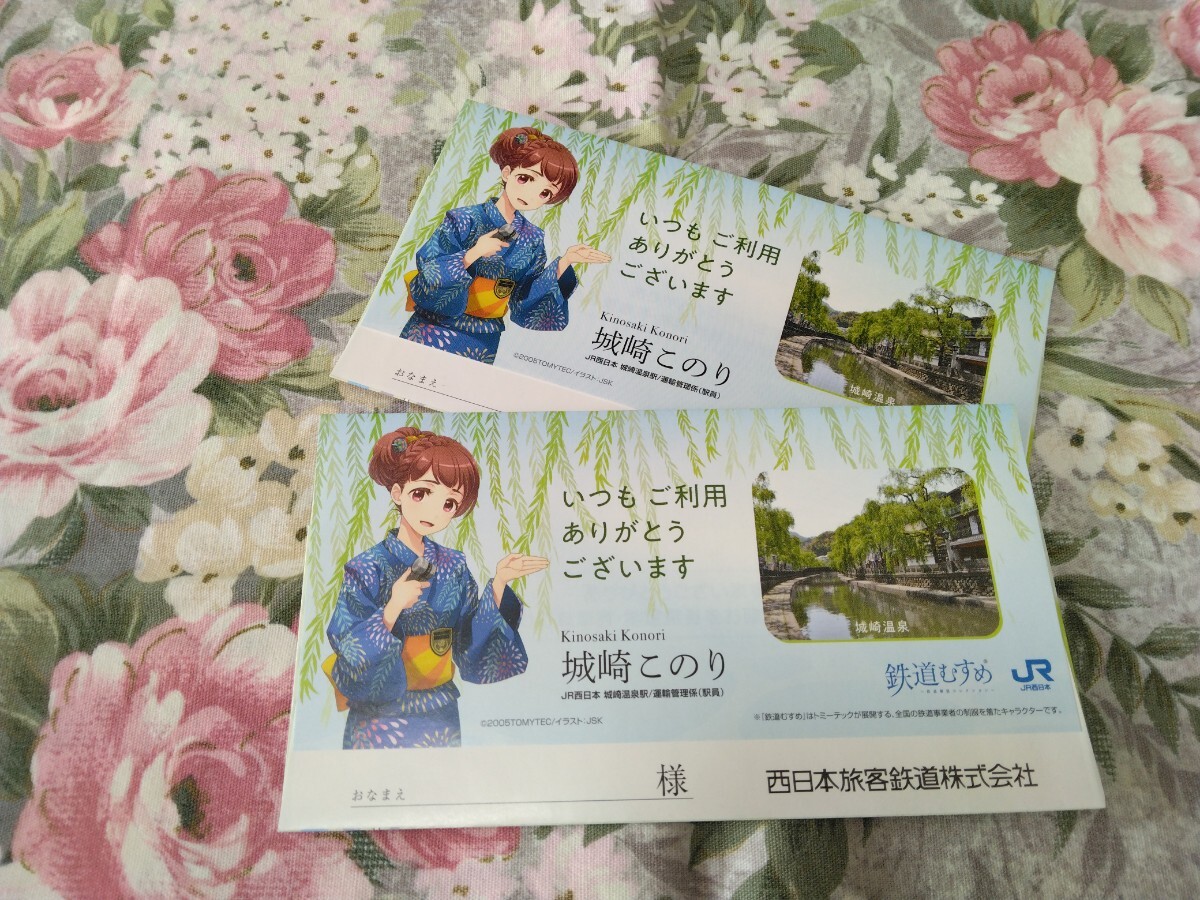 いつも ご利用
ありがとう
ございます
Kinosaki Konori
城崎このり
JR西日本 城崎温泉駅/運輸管理係(駅員)
©2005TOMYTEC/イラスト:JSK
城崎温泉
おなまえ
いつも ご利用
ありがとう
ございます
城崎温泉
Kinosaki Konori
城崎このり
JR西日本 城崎温泉駅/運輸管理係(駅員)
鉄道むすめ
JR
JR西日本
©2005TOMYTEC/イラスト:JSK
※「鉄道むすめ」はトミーテックが展開する、全国の鉄道事業者の制服を着たキャラクターです。
おなまえ 様
西日本旅客鉄道株式会社